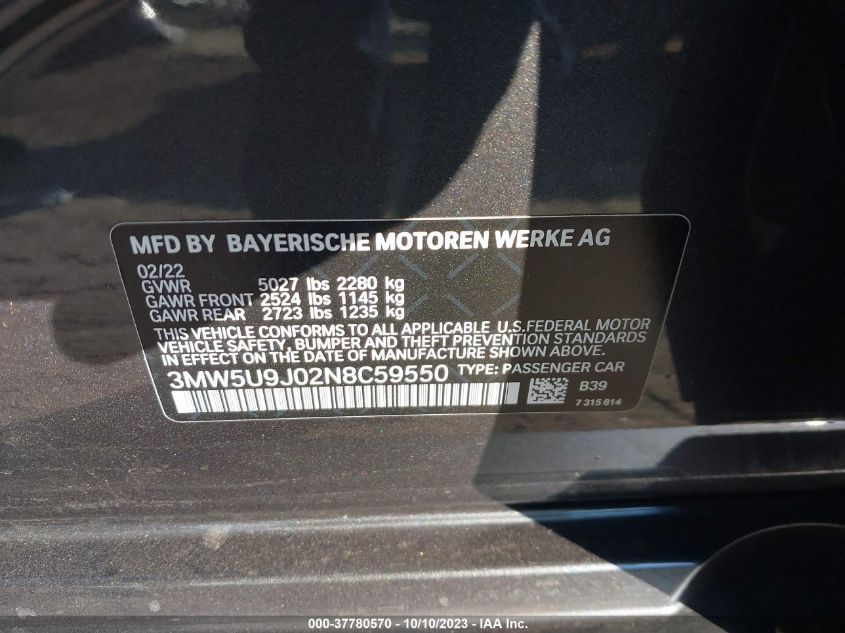 MFD BY BAYERISCHE MOTOREN WERKE AG
02/22
GVWR 5027 lbs 2280 kg
GAWR FRONT 2524 lbs 1145 kg
GAWR REAR 2723 lbs 1235 kg
THIS VEHICLE CONFORMS TO ALL APPLICABLE U.S.FEDERAL MOTOR
VEHICLE SAFETY, BUMPER AND THEFT PREVENTION STANDARDS
IN EFFECT ON THE DATE OF MANUFACTURE SHOWN ABOVE.
3MW5U9J02N8C59550 TYPE: PASSENGER CAR
B39
7 315 814
000-37780570 - 10/10/2023 - IAA Inc.